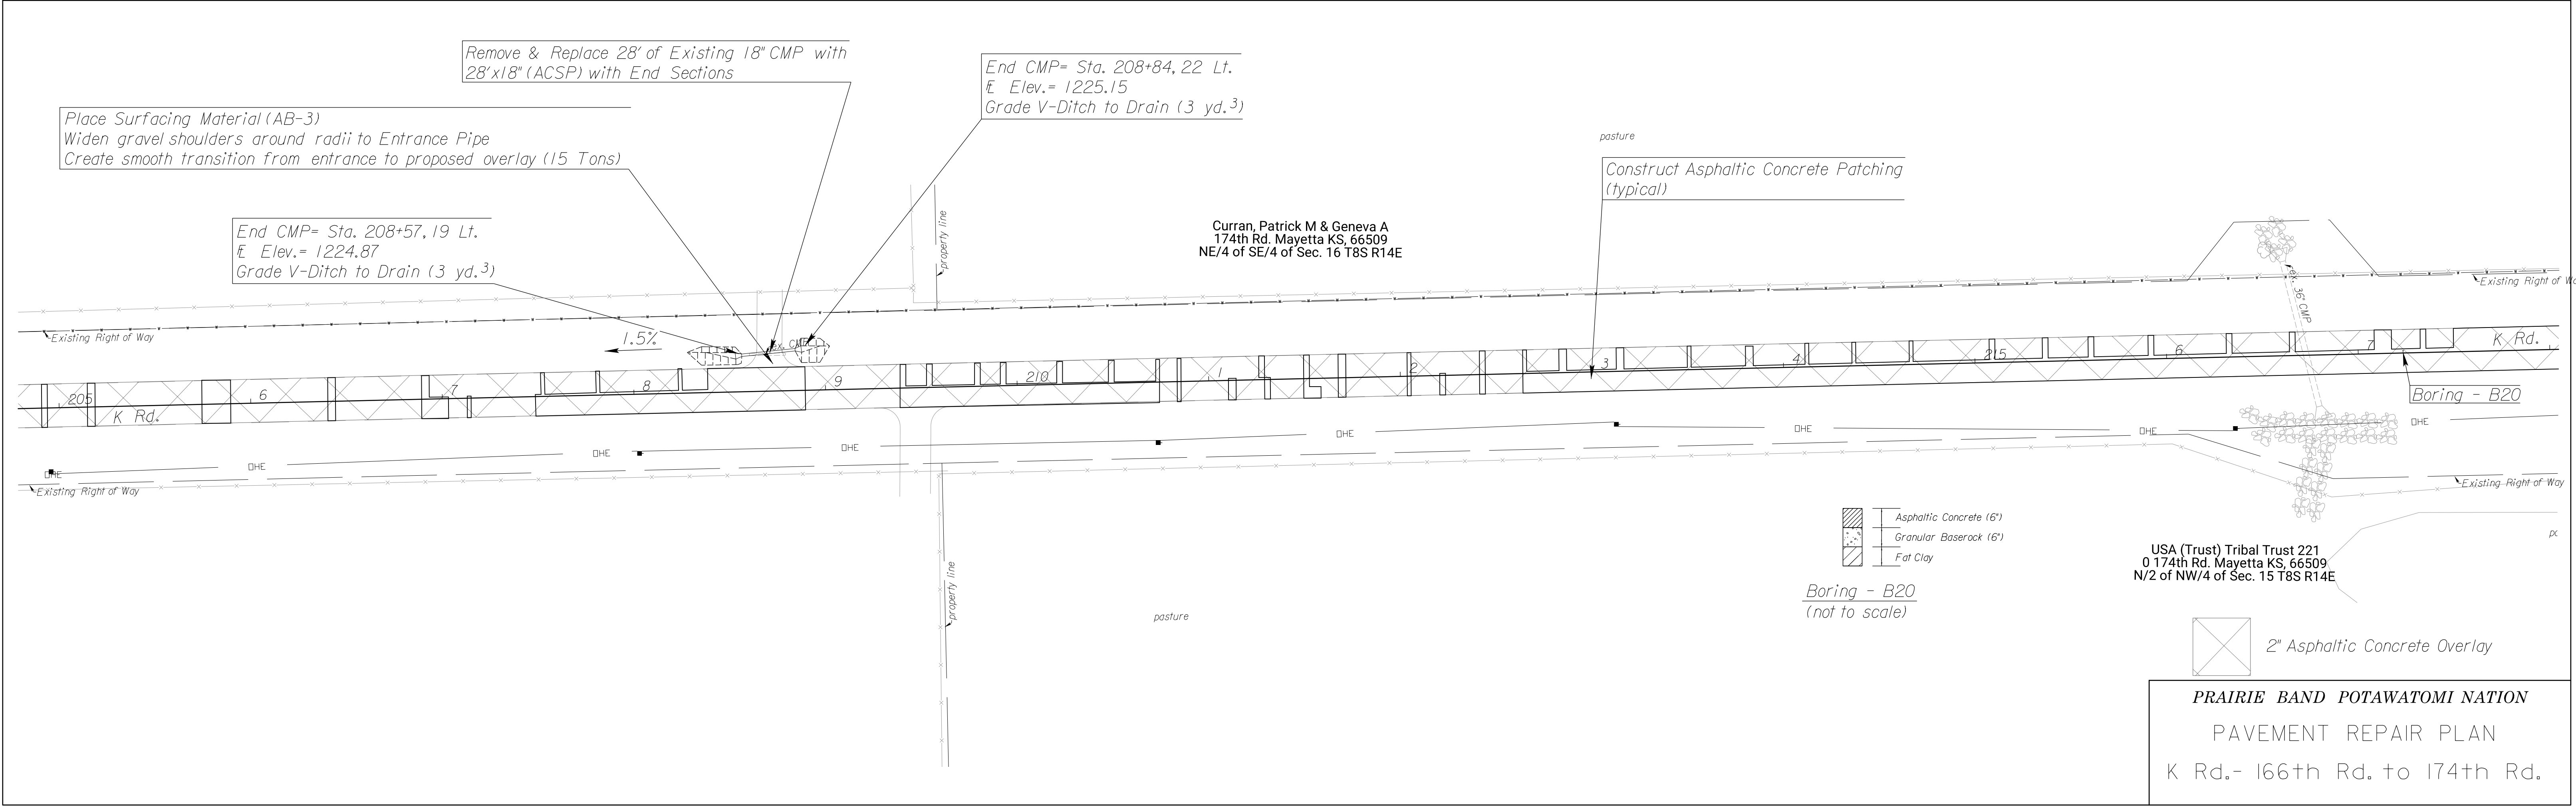 Remove & Replace 28' of Existing 18" CMP with
28'x18" (ACSP) with End Sections
End CMP= Sta. 208+84, 22 Lt.
℄ Elev.= 1225.15
Grade V-Ditch to Drain (3 yd.³)
Place Surfacing Material (AB-3)
Widen gravel shoulders around radii to Entrance Pipe
Create smooth transition from entrance to proposed overlay (15 Tons)
pasture
Construct Asphaltic Concrete Patching
(typical)
End CMP= Sta. 208+57, 19 Lt.
℄ Elev.= 1224.87
Grade V-Ditch to Drain (3 yd.³)
property line
Curran, Patrick M & Geneva A
174th Rd. Mayetta KS, 66509
NE/4 of SE/4 of Sec. 16 T8S R14E
Existing Right of Way
1.5%
ex. CMP
ex. 36" CMP
Existing Right of Wa
205
6
7
8
9
210
1
2
3
4
215
6
7
K Rd.
K Rd.
Boring - B20
OHE
OHE
OHE
OHE
OHE
OHE
OHE
OHE
Existing Right of Way
Existing Right of Way
Asphaltic Concrete (6")
Granular Baserock (6")
Fat Clay
Boring - B20
(not to scale)
property line
pasture
USA (Trust) Tribal Trust 221
0 174th Rd. Mayetta KS, 66509
N/2 of NW/4 of Sec. 15 T8S R14E
2" Asphaltic Concrete Overlay
PRAIRIE BAND POTAWATOMI NATION
PAVEMENT REPAIR PLAN
K Rd.- 166th Rd. to 174th Rd.